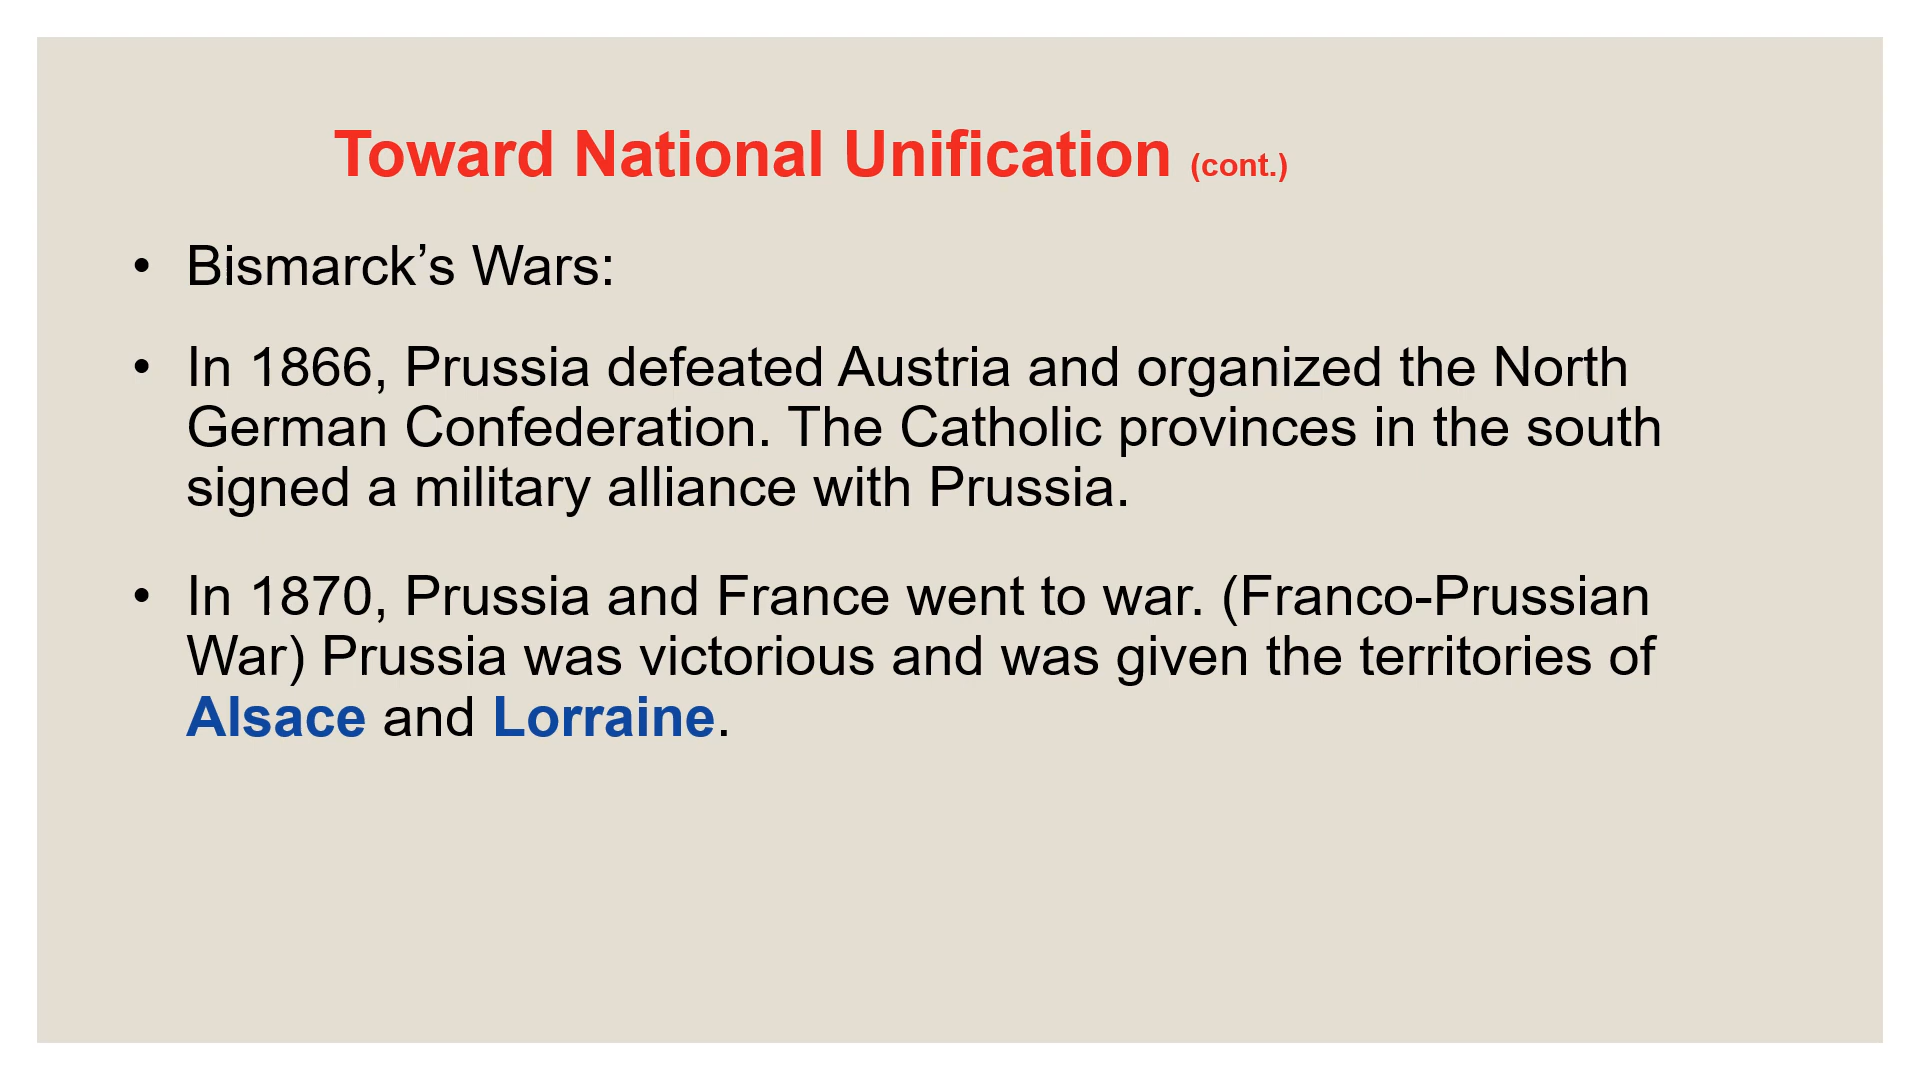 Toward National Unification (cont.)
• Bismarck’s Wars:
• In 1866, Prussia defeated Austria and organized the North
German Confederation. The Catholic provinces in the south
signed a military alliance with Prussia.
• In 1870, Prussia and France went to war. (Franco-Prussian
War) Prussia was victorious and was given the territories of
Alsace and Lorraine.